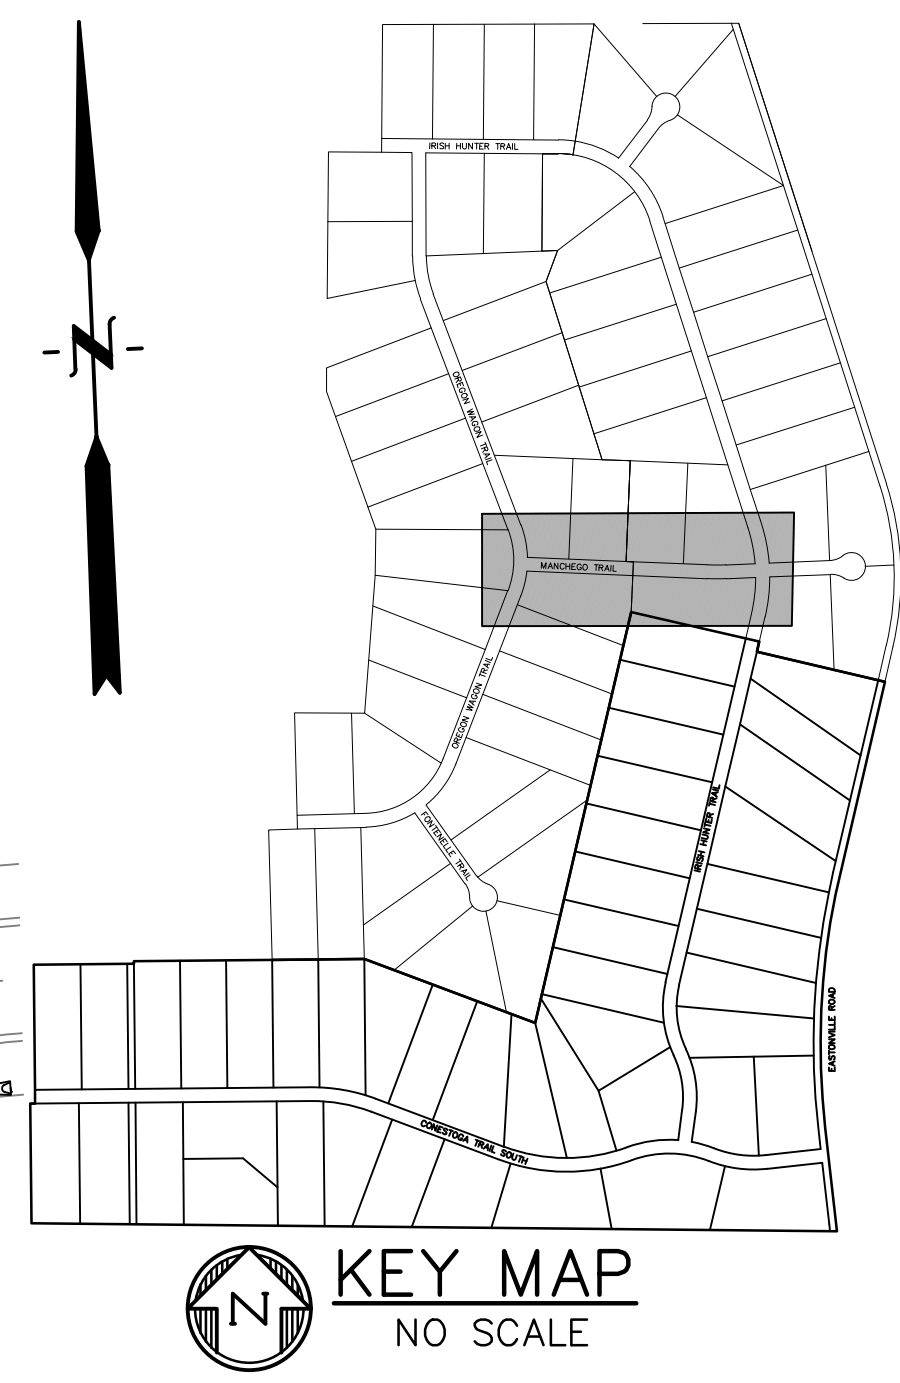 IRISH HUNTER TRAIL
N
OREGON WAGON TRAIL
MANCHEGO TRAIL
OREGON WAGON TRAIL
IRISH HUNTER TRAIL
FONTENELLE TRAIL
EASTONVILLE ROAD
CONESTOGA TRAIL SOUTH
N
KEY MAP
NO SCALE